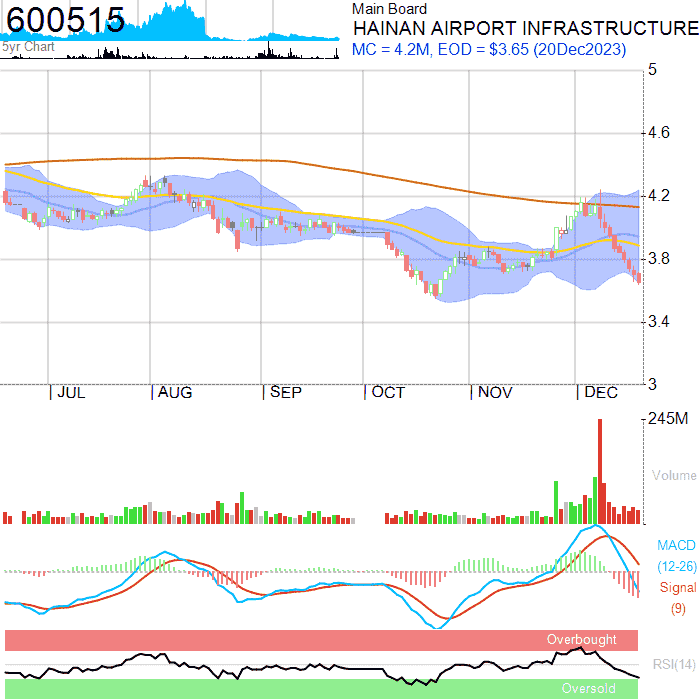 600515
5yr Chart
Main Board
HAINAN AIRPORT INFRASTRUCTURE
MC = 4.2M, EOD = $3.65 (20Dec2023)
5
4.6
4.2
3.8
3.4
3
JUL AUG SEP OCT NOV DEC
245M
Volume
MACD
(12-26)
Signal
(9)
Overbought
RSI(14)
Oversold